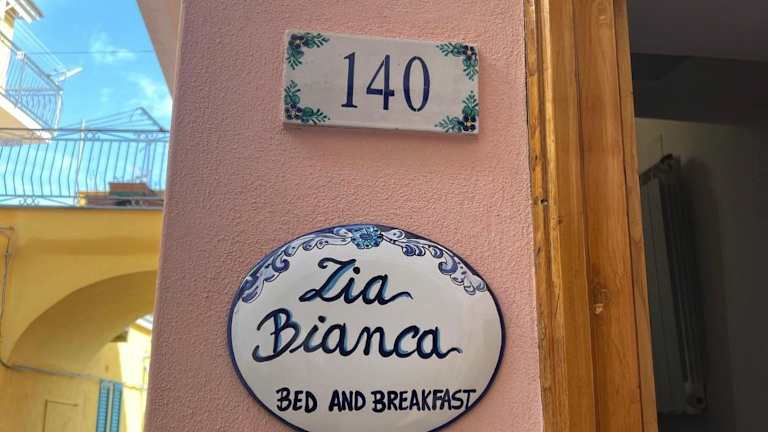 140
Zia
Bianca
BED AND BREAKFAST